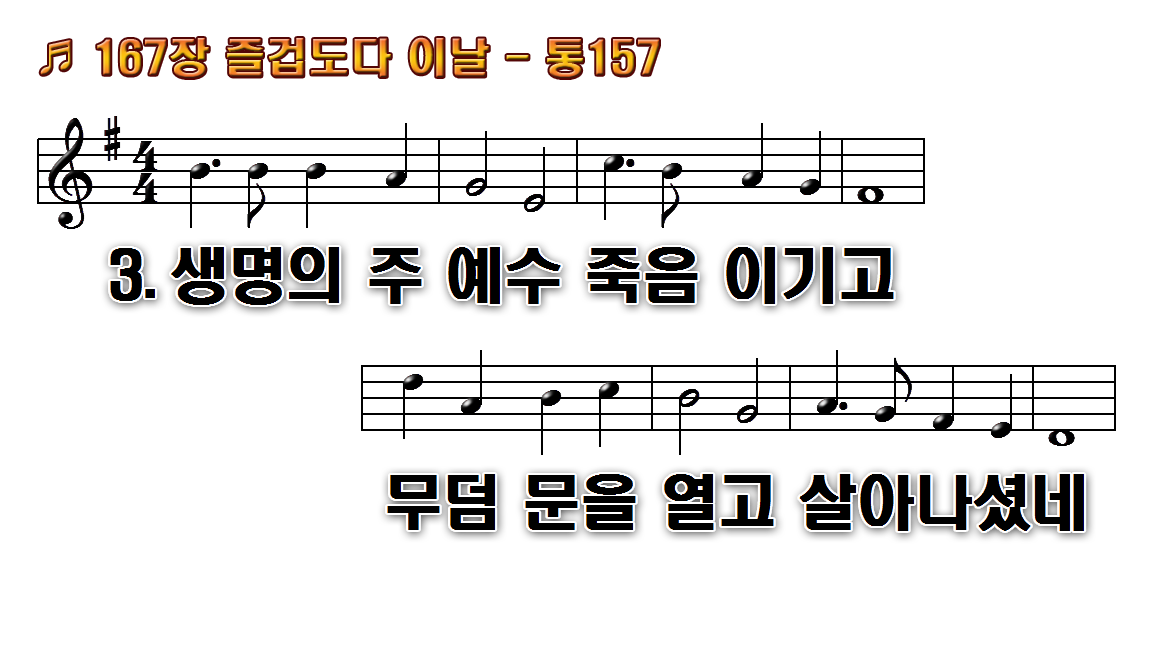 ♬ 167장 즐겁도다 이날 - 통157
3. 생명의 주 예수 죽음 이기고
무덤 문을 열고 살아나셨네